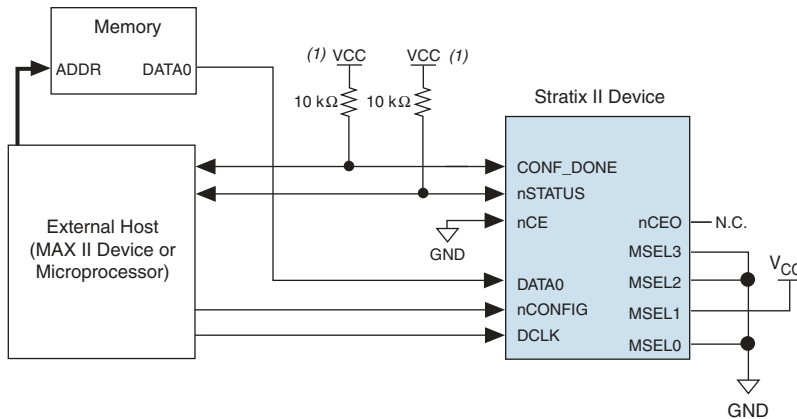 Memory
ADDR DATA0
(1) VCC VCC (1)
10 kΩ 10 kΩ
Stratix II Device
External Host
(MAX II Device or
Microprocessor)
CONF_DONE
nSTATUS
nCE
GND
DATA0
nCONFIG
DCLK
nCEO N.C.
MSEL3
MSEL2
MSEL1
MSEL0
VCC
GND